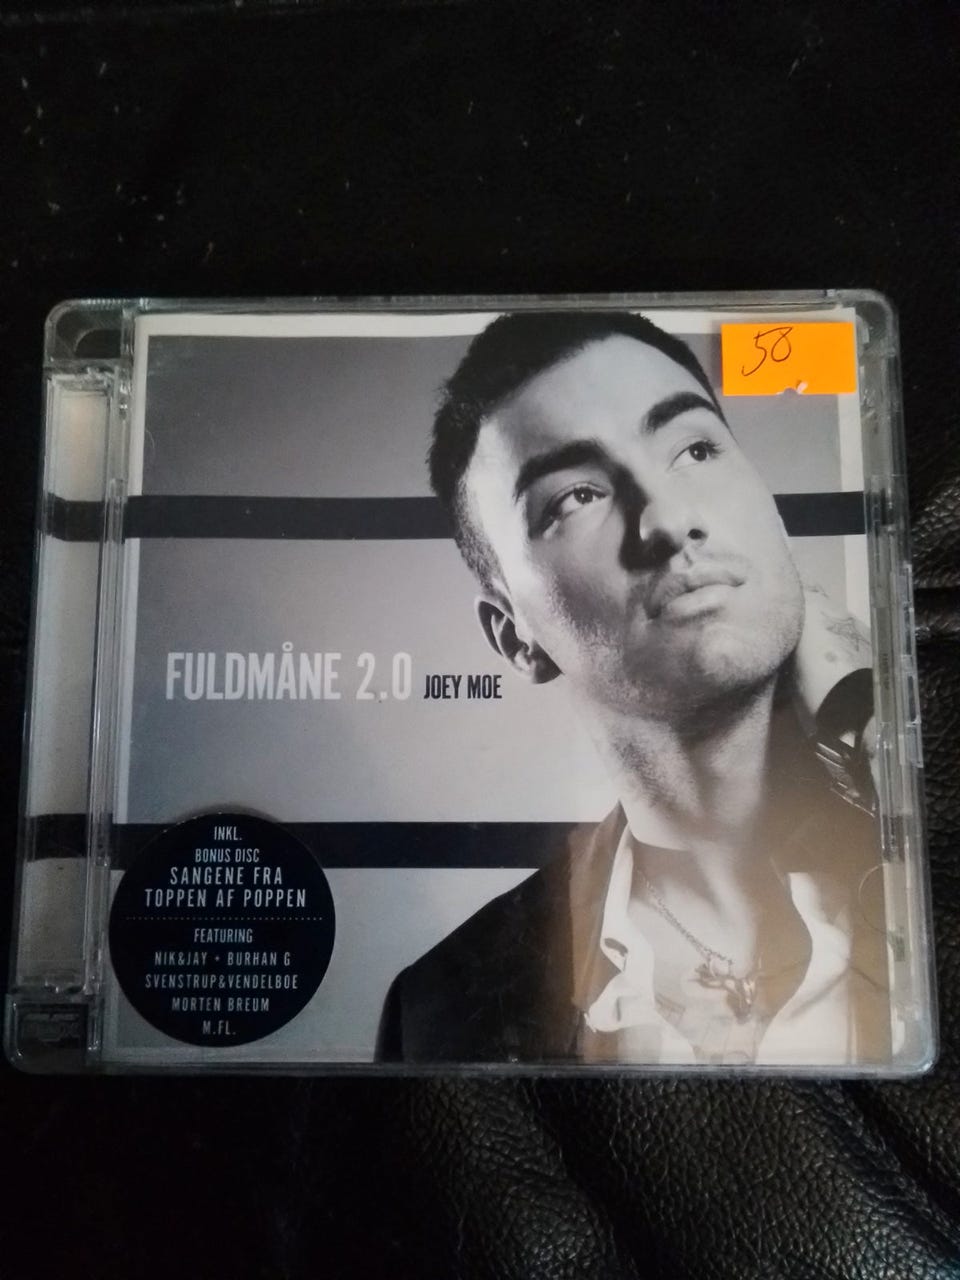 50
FULDMÅNE 2.0 JOEY MOE
INKL.
BONUS DISC
SANGENE FRA
TOPPEN AF POPPEN
FEATURING
NIK&JAY + BURHAN G
SVENSTRUP&VENDELBOE
MORTEN BREUM
M.FL.